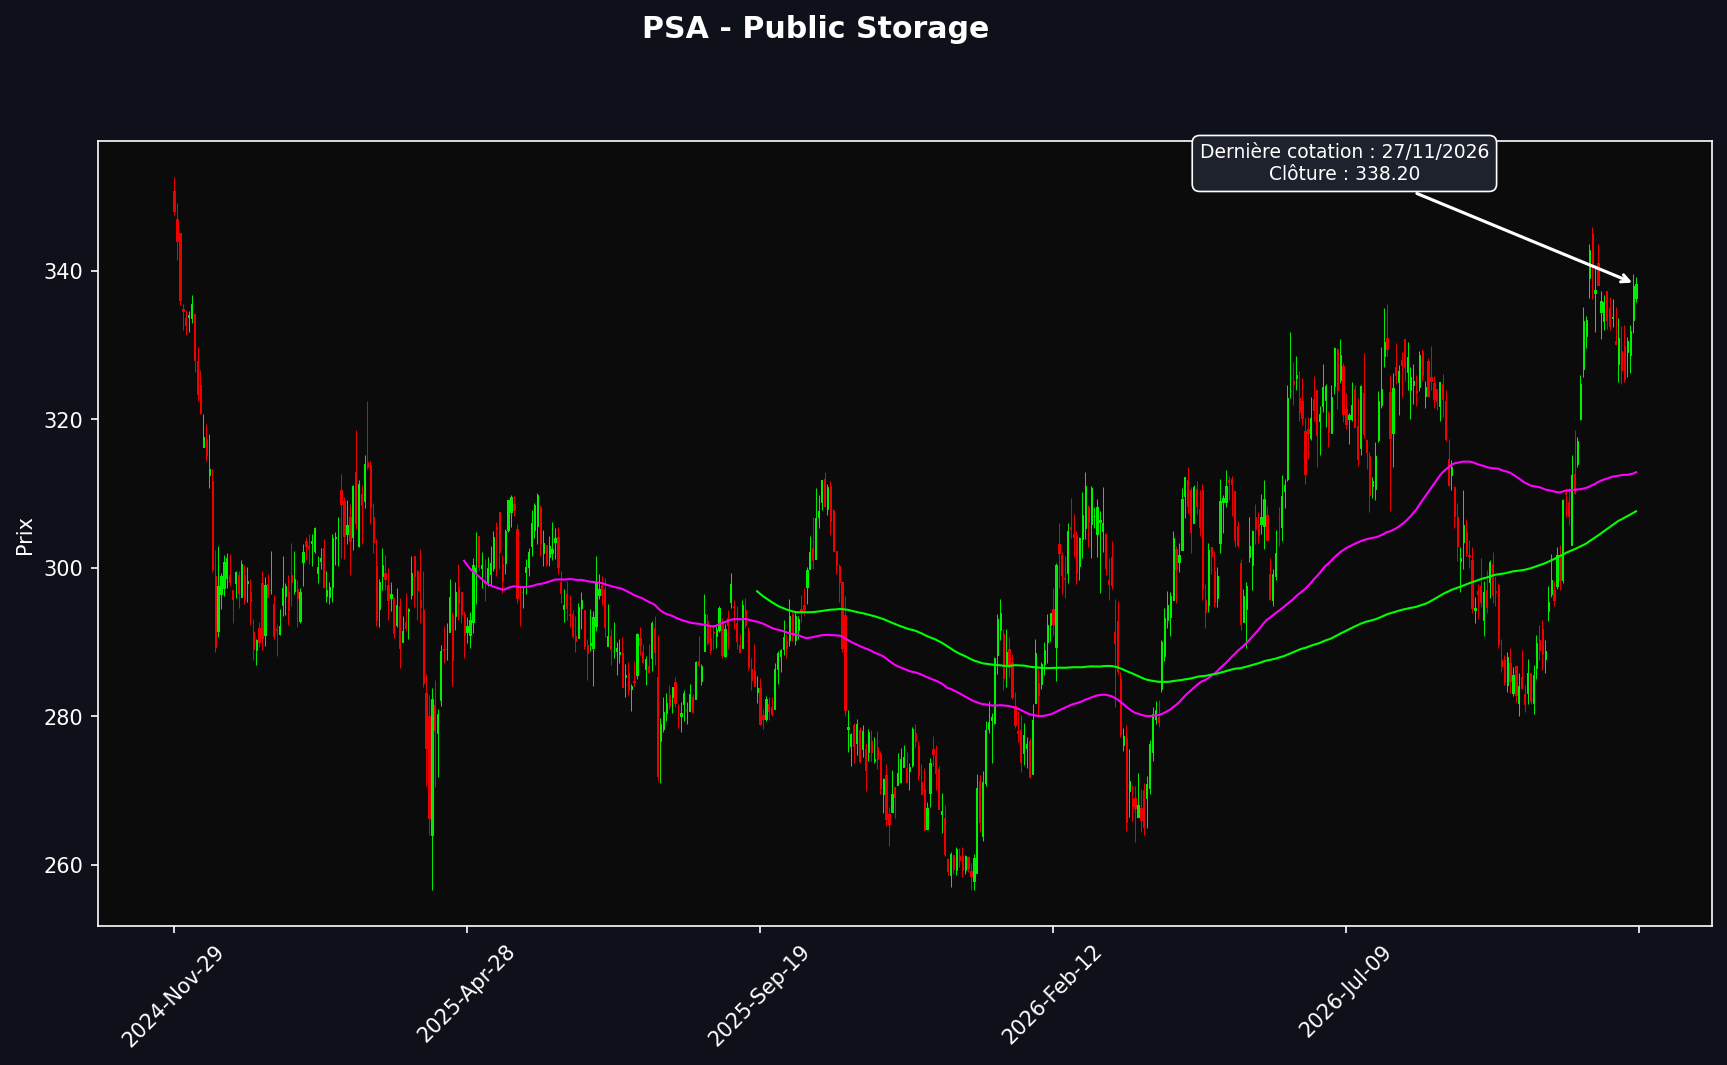 PSA - Public Storage
Dernière cotation : 27/11/2026
Clôture : 338.20
Prix
340
320
300
280
260
2024-Nov-29
2025-Apr-28
2025-Sep-19
2026-Feb-12
2026-Jul-09